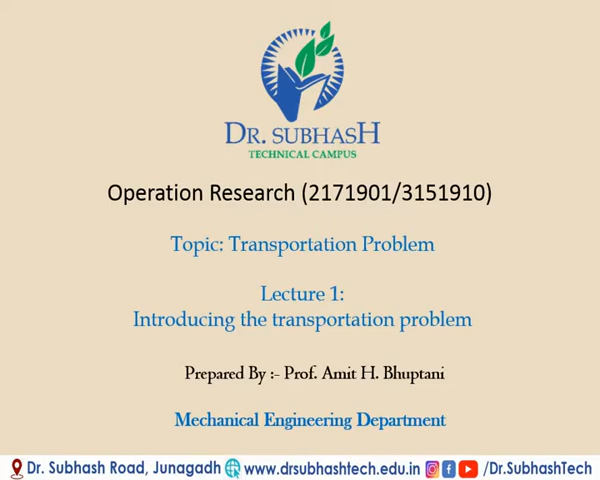 DR. SUBHASH
TECHNICAL CAMPUS
Operation Research (2171901/3151910)
Topic: Transportation Problem
Lecture 1:
Introducing the transportation problem
Prepared By :- Prof. Amit H. Bhuptani
Mechanical Engineering Department
Dr. Subhash Road, Junagadh www.drsubhashtech.edu.in /Dr.SubhashTech